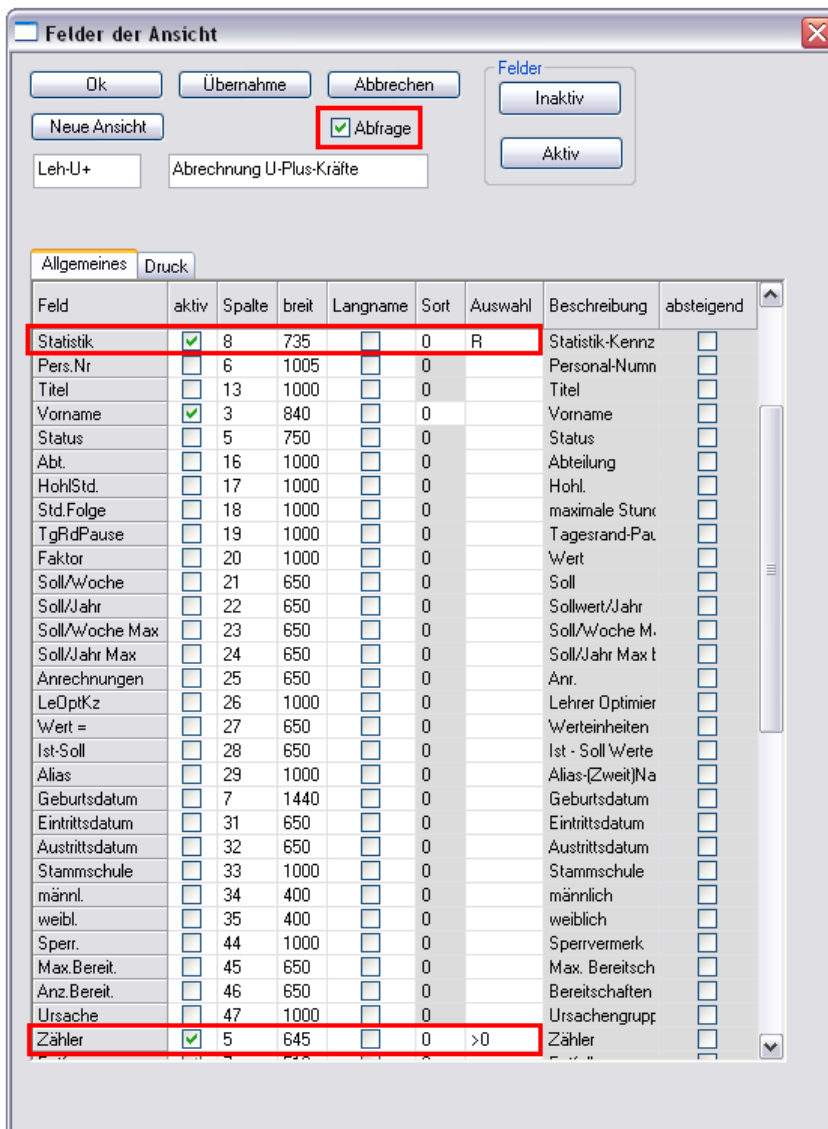 Felder der Ansicht
Ok Übernahme Abbrechen Felder
Inaktiv
Neue Ansicht Abfrage
Aktiv
Leh-U+ Abrechnung U-Plus-Kräfte
Allgemeines Druck
Feld aktiv Spalte breit Langname Sort Auswahl Beschreibung absteigend
Statistik 8 735 0 R Statistik-Kennz
Pers.Nr 6 1005 0 Personal-Numn
Titel 13 1000 0 Titel
Vorname 3 840 0 Vorname
Status 5 750 0 Status
Abt. 16 1000 0 Abteilung
HohlStd. 17 1000 0 Hohl.
Std.Folge 18 1000 0 maximale Stund
TgRdPause 19 1000 0 Tagesrand-Pau
Faktor 20 1000 0 Wert
Soll/Woche 21 650 0 Soll
Soll/Jahr 22 650 0 Sollwert/Jahr
Soll/Woche Max 23 650 0 Soll/Woche M
Soll/Jahr Max 24 650 0 Soll/Jahr Max b
Anrechnungen 25 650 0 Anr.
LeOptKz 26 1000 0 Lehrer Optimier
Wert = 27 650 0 Werteinheiten
Ist-Soll 28 650 0 Ist - Soll Werte
Alias 29 1000 0 Alias-(Zweit)Na
Geburtsdatum 7 1440 0 Geburtsdatum
Eintrittsdatum 31 650 0 Eintrittsdatum
Austrittsdatum 32 650 0 Austrittsdatum
Stammschule 33 1000 0 Stammschule
männl. 34 400 0 männlich
weibl. 35 400 0 weiblich
Sperr. 44 1000 0 Sperrvermerk
Max.Bereit. 45 650 0 Max. Bereitsch
Anz.Bereit. 46 650 0 Bereitschaften
Ursache 47 1000 0 Ursachengrupp
Zähler 5 645 0 >0 Zähler